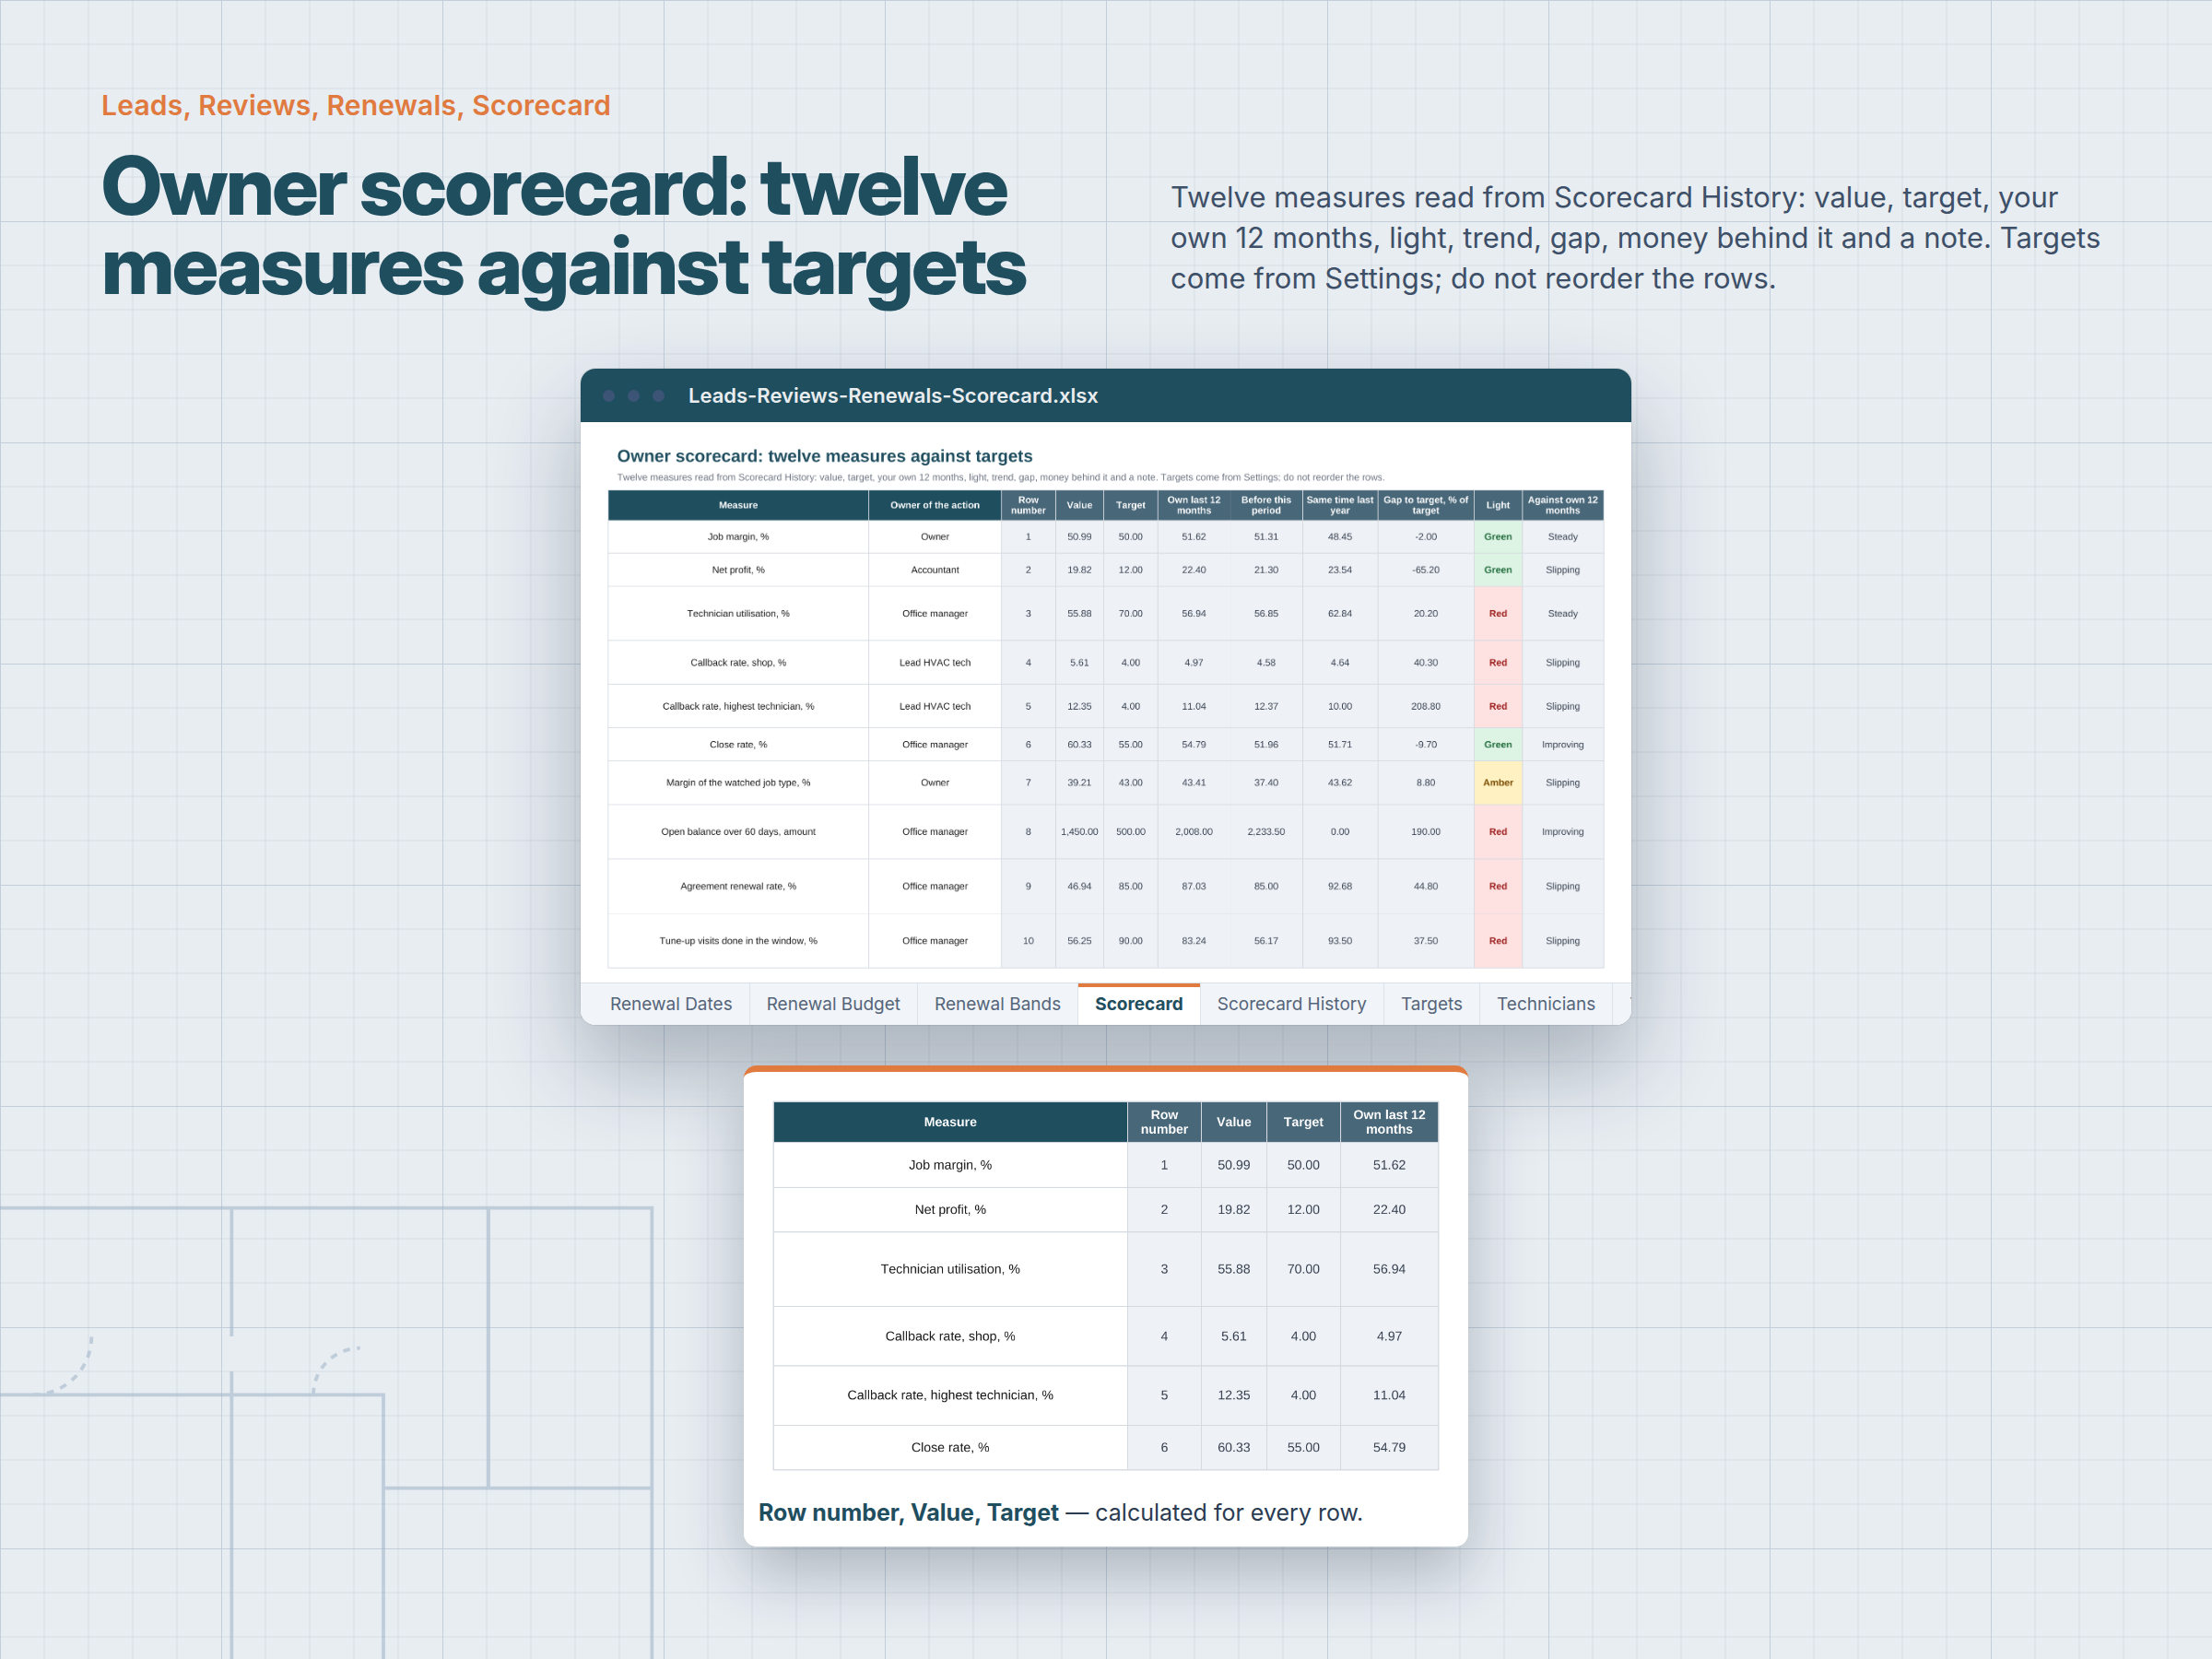 Leads, Reviews, Renewals, Scorecard
Owner scorecard: twelve
measures against targets
Twelve measures read from Scorecard History: value, target, your
own 12 months, light, trend, gap, money behind it and a note. Targets
come from Settings; do not reorder the rows.
Leads-Reviews-Renewals-Scorecard.xlsx
Owner scorecard: twelve measures against targets
Twelve measures read from Scorecard History: value, target, your own 12 months, light, trend, gap, money behind it and a note. Targets come from Settings; do not reorder the rows.
Measure Owner of the action Row number Value Target Own last 12 months Before this period Same time last year Gap to target, % of target Light Against own 12 months
Job margin, % Owner 1 50.99 50.00 51.62 51.31 48.45 -2.00 Green Steady
Net profit, % Accountant 2 19.82 12.00 22.40 21.30 23.54 -65.20 Green Slipping
Technician utilisation, % Office manager 3 55.88 70.00 56.94 56.85 62.84 20.20 Red Steady
Callback rate, shop, % Lead HVAC tech 4 5.61 4.00 4.97 4.58 4.64 40.30 Red Slipping
Callback rate, highest technician, % Lead HVAC tech 5 12.35 4.00 11.04 12.37 10.00 208.80 Red Slipping
Close rate, % Office manager 6 60.33 55.00 54.79 51.96 51.71 -9.70 Green Improving
Margin of the watched job type, % Owner 7 39.21 43.00 43.41 37.40 43.62 8.80 Amber Slipping
Open balance over 60 days, amount Office manager 8 1,450.00 500.00 2,008.00 2,233.50 0.00 190.00 Red Improving
Agreement renewal rate, % Office manager 9 46.94 85.00 87.03 85.00 92.68 44.80 Red Slipping
Tune-up visits done in the window, % Office manager 10 56.25 90.00 83.24 56.17 93.50 37.50 Red Slipping
Renewal Dates Renewal Budget Renewal Bands Scorecard Scorecard History Targets Technicians
Measure Row number Value Target Own last 12 months
Job margin, % 1 50.99 50.00 51.62
Net profit, % 2 19.82 12.00 22.40
Technician utilisation, % 3 55.88 70.00 56.94
Callback rate, shop, % 4 5.61 4.00 4.97
Callback rate, highest technician, % 5 12.35 4.00 11.04
Close rate, % 6 60.33 55.00 54.79
Row number, Value, Target — calculated for every row.